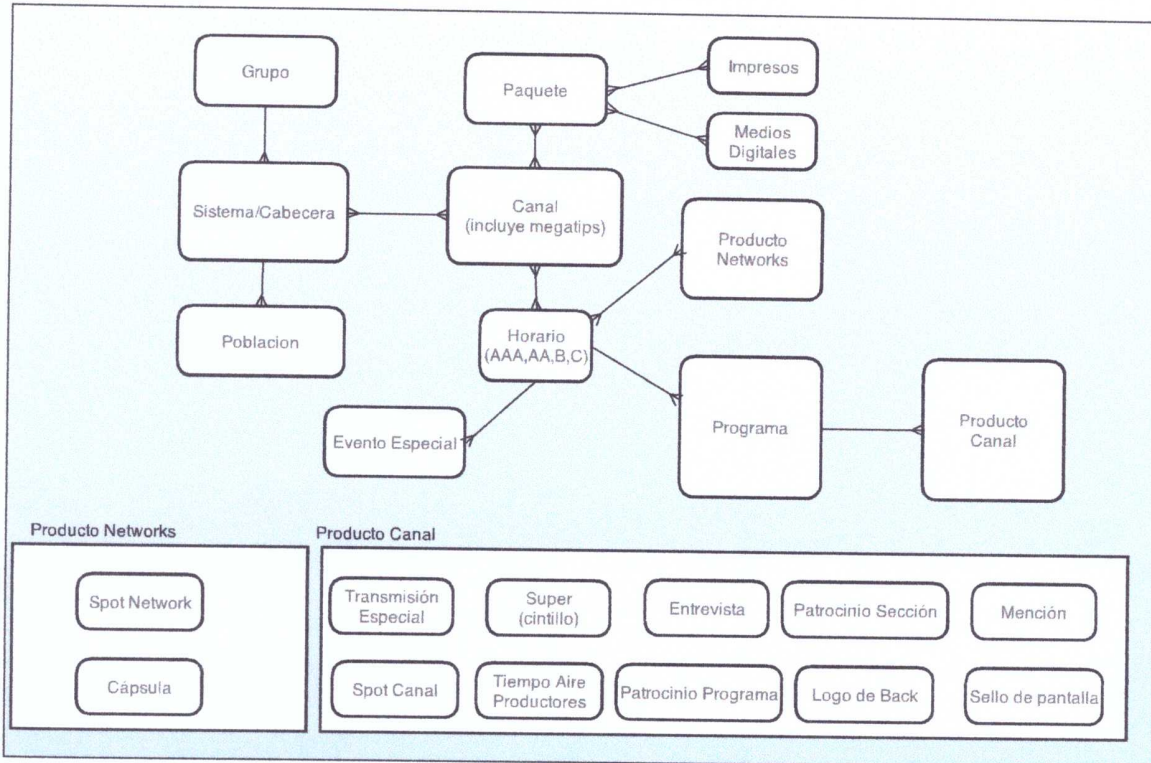 Grupo
Paquete
Impresos
Medios
Digitales
Sistema/Cabecera
Canal
(incluye megatips)
Producto
Networks
Poblacion
Horario
(AAA,AA,B,C)
Evento Especial
Programa
Producto
Canal
Producto Networks
Spot Network
Cápsula
Producto Canal
Transmisión
Especial
Super
(cintillo)
Entrevista
Patrocinio Sección
Mención
Spot Canal
Tiempo Aire
Productores
Patrocinio Programa
Logo de Back
Sello de pantalla